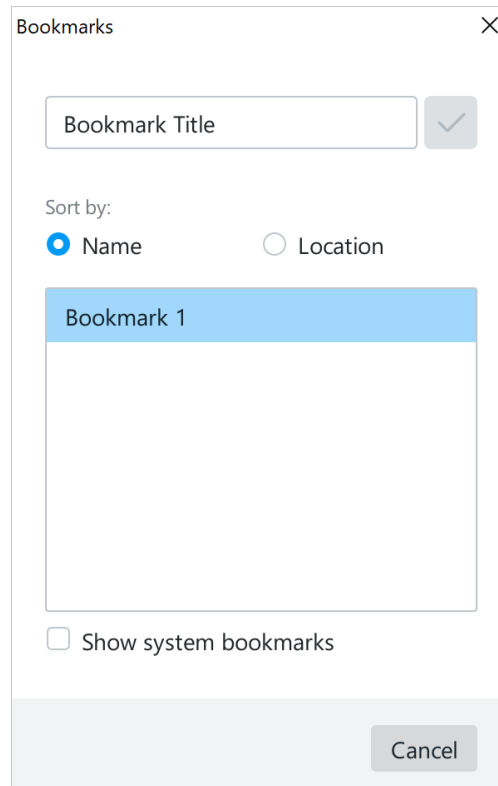 Bookmarks
Bookmark Title
Sort by:
Name Location
Bookmark 1
Show system bookmarks
Cancel